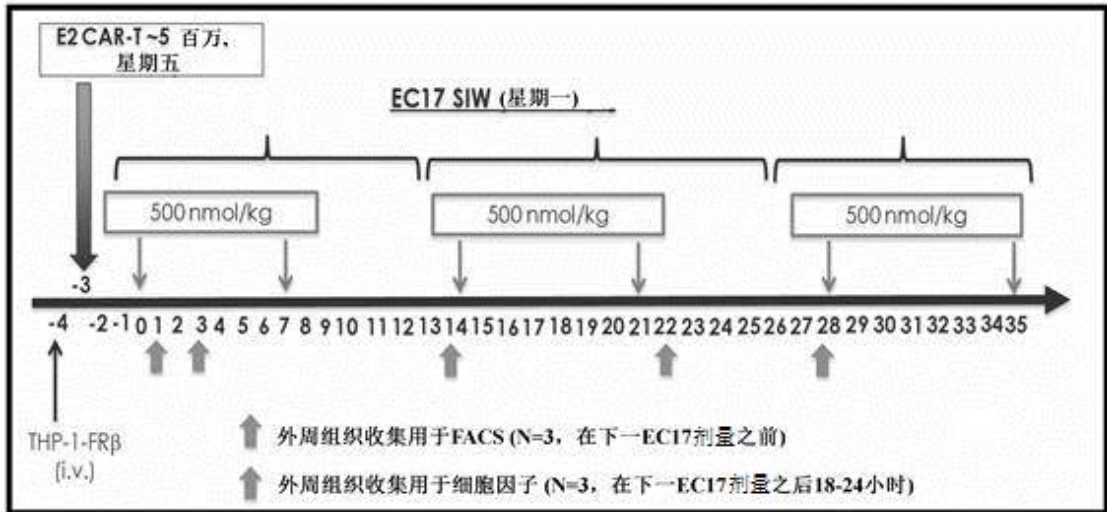 E2 CAR-T ~5 百万,
星期五
EC17 SIW (星期一)
500 nmol/kg 500 nmol/kg 500 nmol/kg
-3
-4 -2 -1 0 1 2 3 4 5 6 7 8 9 10 11 12 13 14 15 16 17 18 19 20 21 22 23 24 25 26 27 28 29 30 31 32 33 34 35
THP-1-FRβ
(i.v.)
外周组织收集用于FACS (N=3，在下一EC17剂量之前)
外周组织收集用于细胞因子 (N=3，在下一EC17剂量之后18-24小时)